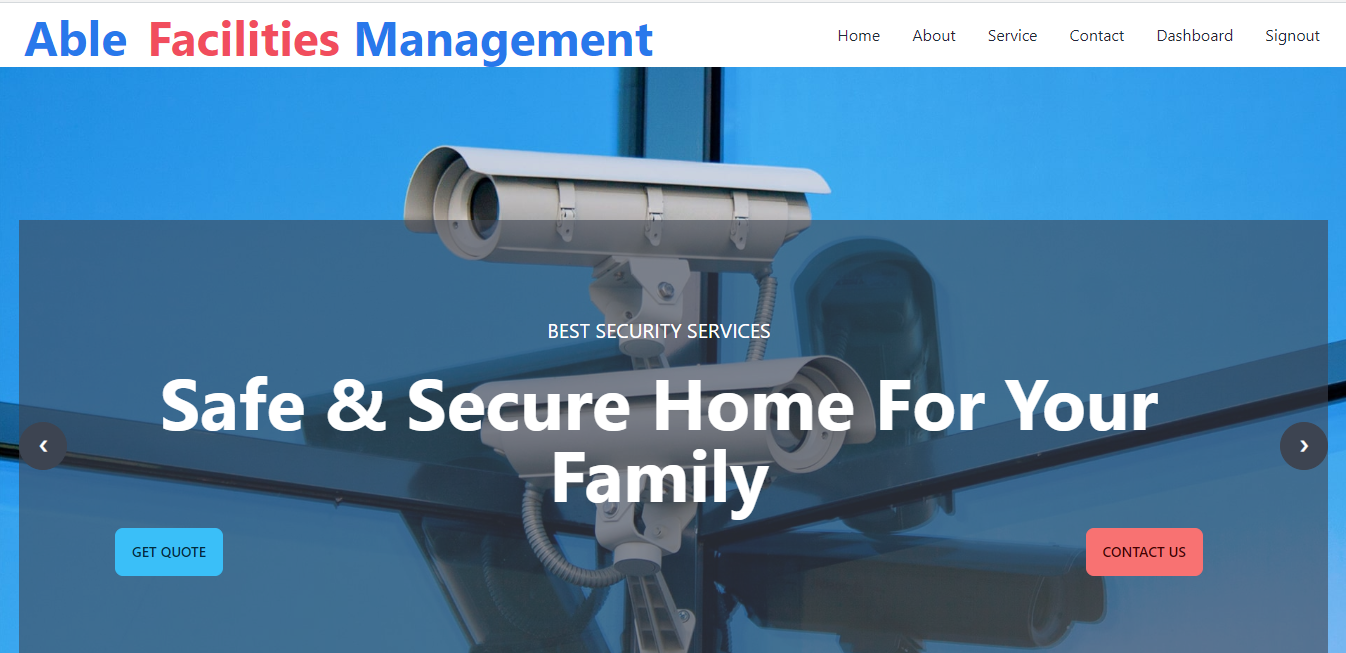 Able Facilities Management
Home About Service Contact Dashboard Signout
BEST SECURITY SERVICES
Safe & Secure Home For Your
Family
GET QUOTE
CONTACT US